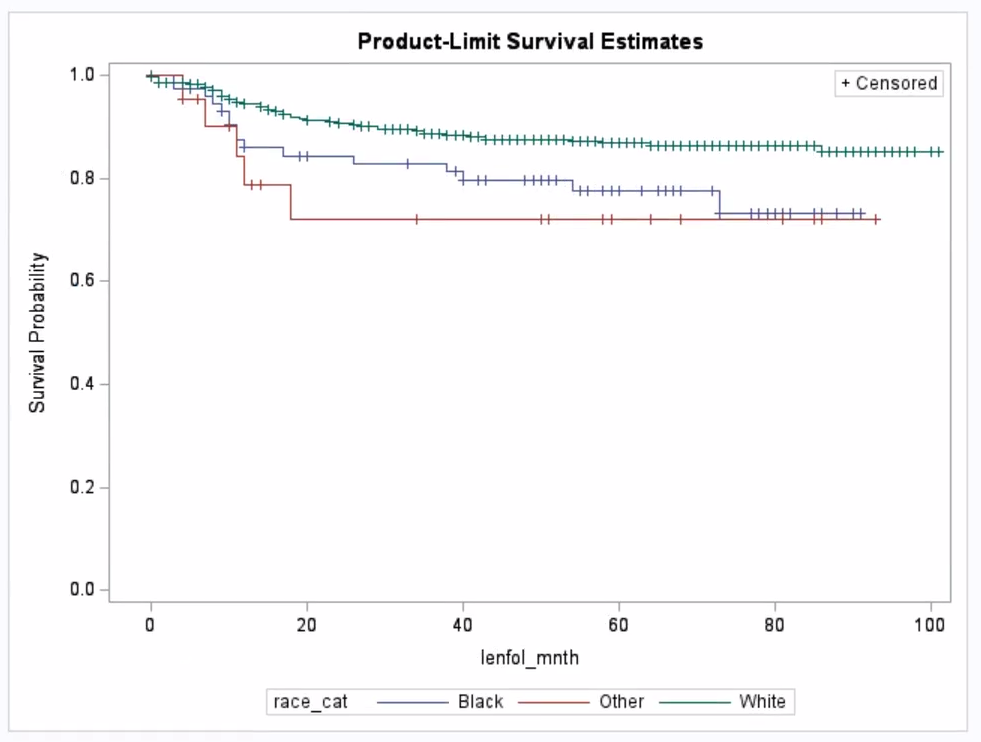 Product-Limit Survival Estimates
+ Censored
1.0
0.8
0.6
0.4
0.2
0.0
Survival Probability
0 20 40 60 80 100
lenfol_mnth
race_cat Black Other White